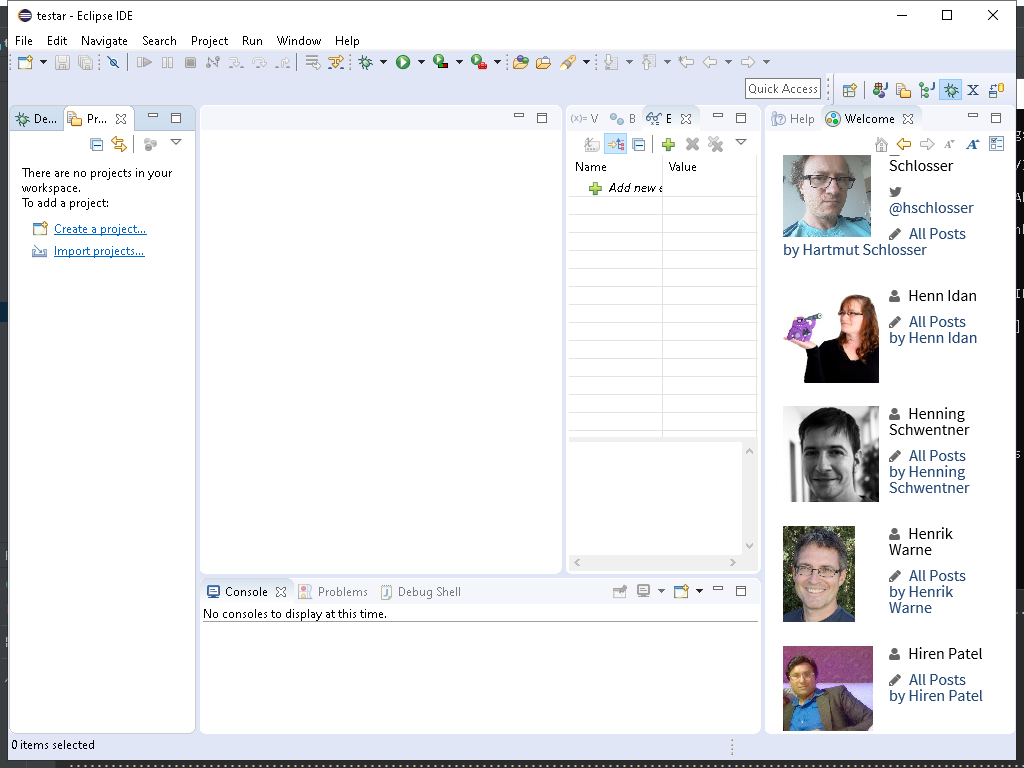 testar - Eclipse IDE
File Edit Navigate Search Project Run Window Help
Quick Access
De...
Pr...
There are no projects in your
workspace.
To add a project:
Create a project...
Import projects...
(x)= V
B
E
Name Value
Add new e
Console
Problems
Debug Shell
No consoles to display at this time.
Help
Welcome
Schlosser
@hschlosser
All Posts
by Hartmut Schlosser
Henn Idan
All Posts
by Henn Idan
Henning
Schwentner
All Posts
by Henning
Schwentner
Henrik
Warne
All Posts
by Henrik
Warne
Hiren Patel
All Posts
by Hiren Patel
0 items selected